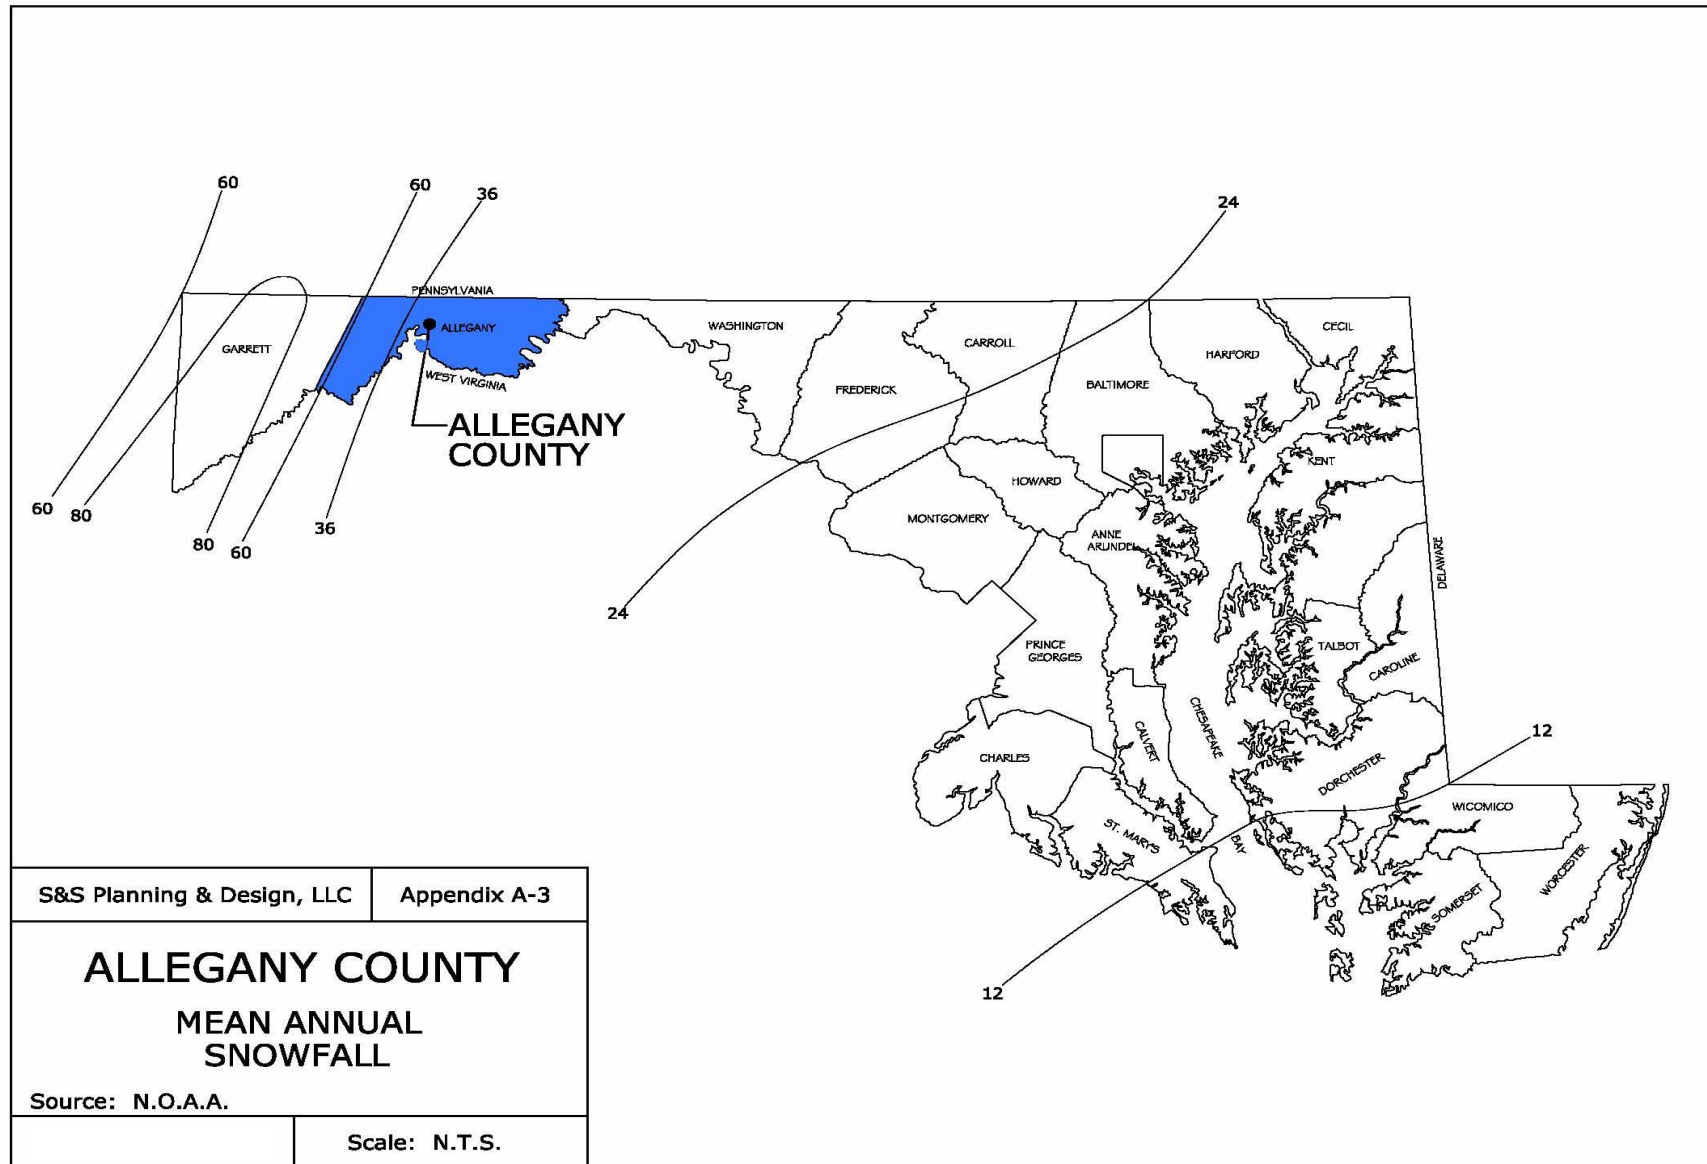 60
60
36
24
PENNSYLVANIA
ALLEGANY
WASHINGTON
CECIL
GARRETT
CARROLL
HARFORD
WEST VIRGINIA
FREDERICK
BALTIMORE
ALLEGANY
COUNTY
KENT
HOWARD
60
80
80
60
36
MONTGOMERY
ANNE
ARUNDEL
DELAWARE
24
PRINCE
GEORGES
TALBOT
CAROLINE
CHESAPEAKE
CALVERT
12
CHARLES
DORCHESTER
WICOMICO
ST. MARYS
BAY
WORCESTER
SOMERSET
12
S&S Planning & Design, LLC
Appendix A-3
ALLEGANY COUNTY
MEAN ANNUAL
SNOWFALL
Source: N.O.A.A.
Scale: N.T.S.